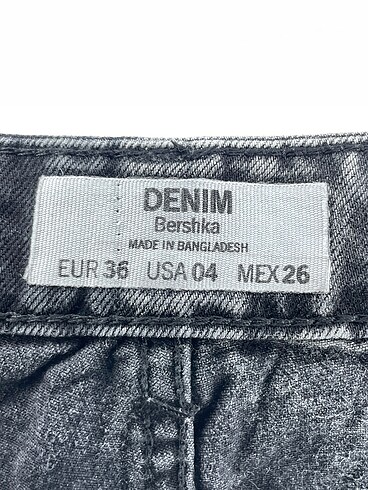 DENIM
Bershka
MADE IN BANGLADESH
EUR 36 USA 04 MEX 26